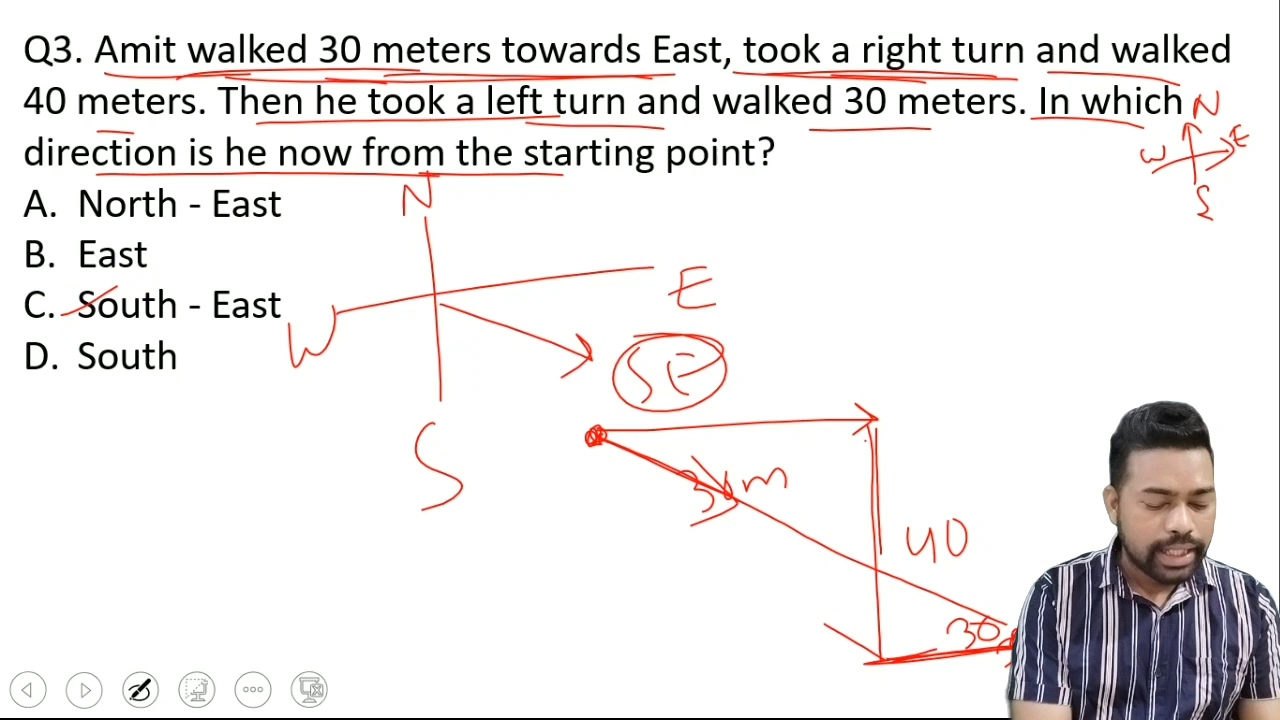 Q3. Amit walked 30 meters towards East, took a right turn and walked
40 meters. Then he took a left turn and walked 30 meters. In which
direction is he now from the starting point?
N
W E
S
A. North - East
B. East
C. South - East
D. South
N
E
W
S
SE
30m
40
30